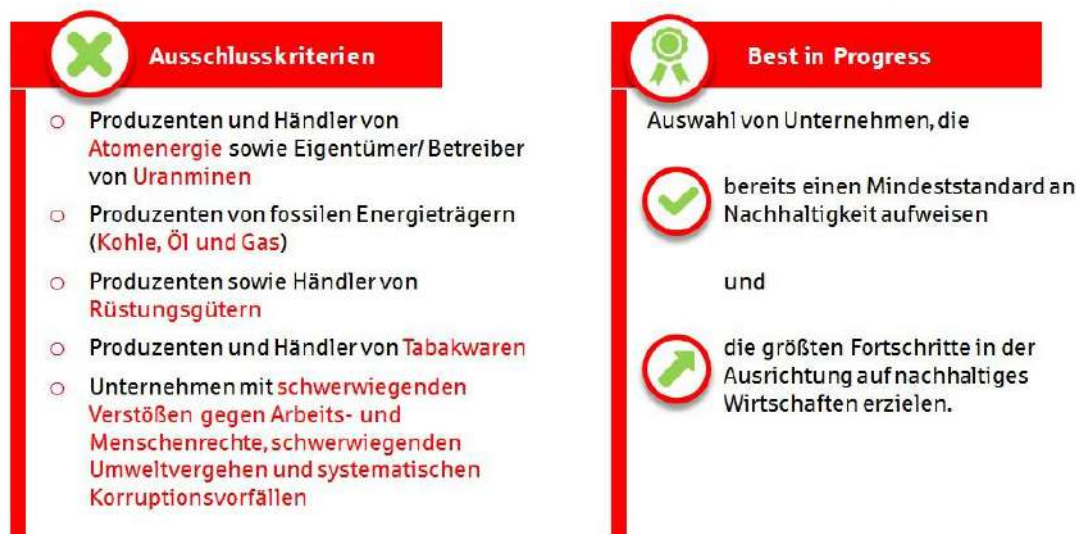 Ausschlusskriterien
Produzenten und Händler von
Atomenergie sowie Eigentümer/ Betreiber
von Uranminen
Produzenten von fossilen Energieträgern
(Kohle, Öl und Gas)
Produzenten sowie Händler von
Rüstungsgütern
Produzenten und Händler von Tabakwaren
Unternehmen mit schwerwiegenden
Verstößen gegen Arbeits- und
Menschenrechte, schwerwiegenden
Umweltvergehen und systematischen
Korruptionsvorfällen
Best in Progress
Auswahl von Unternehmen, die
bereits einen Mindeststandard an
Nachhaltigkeit aufweisen
und
die größten Fortschritte in der
Ausrichtung auf nachhaltiges
Wirtschaften erzielen.